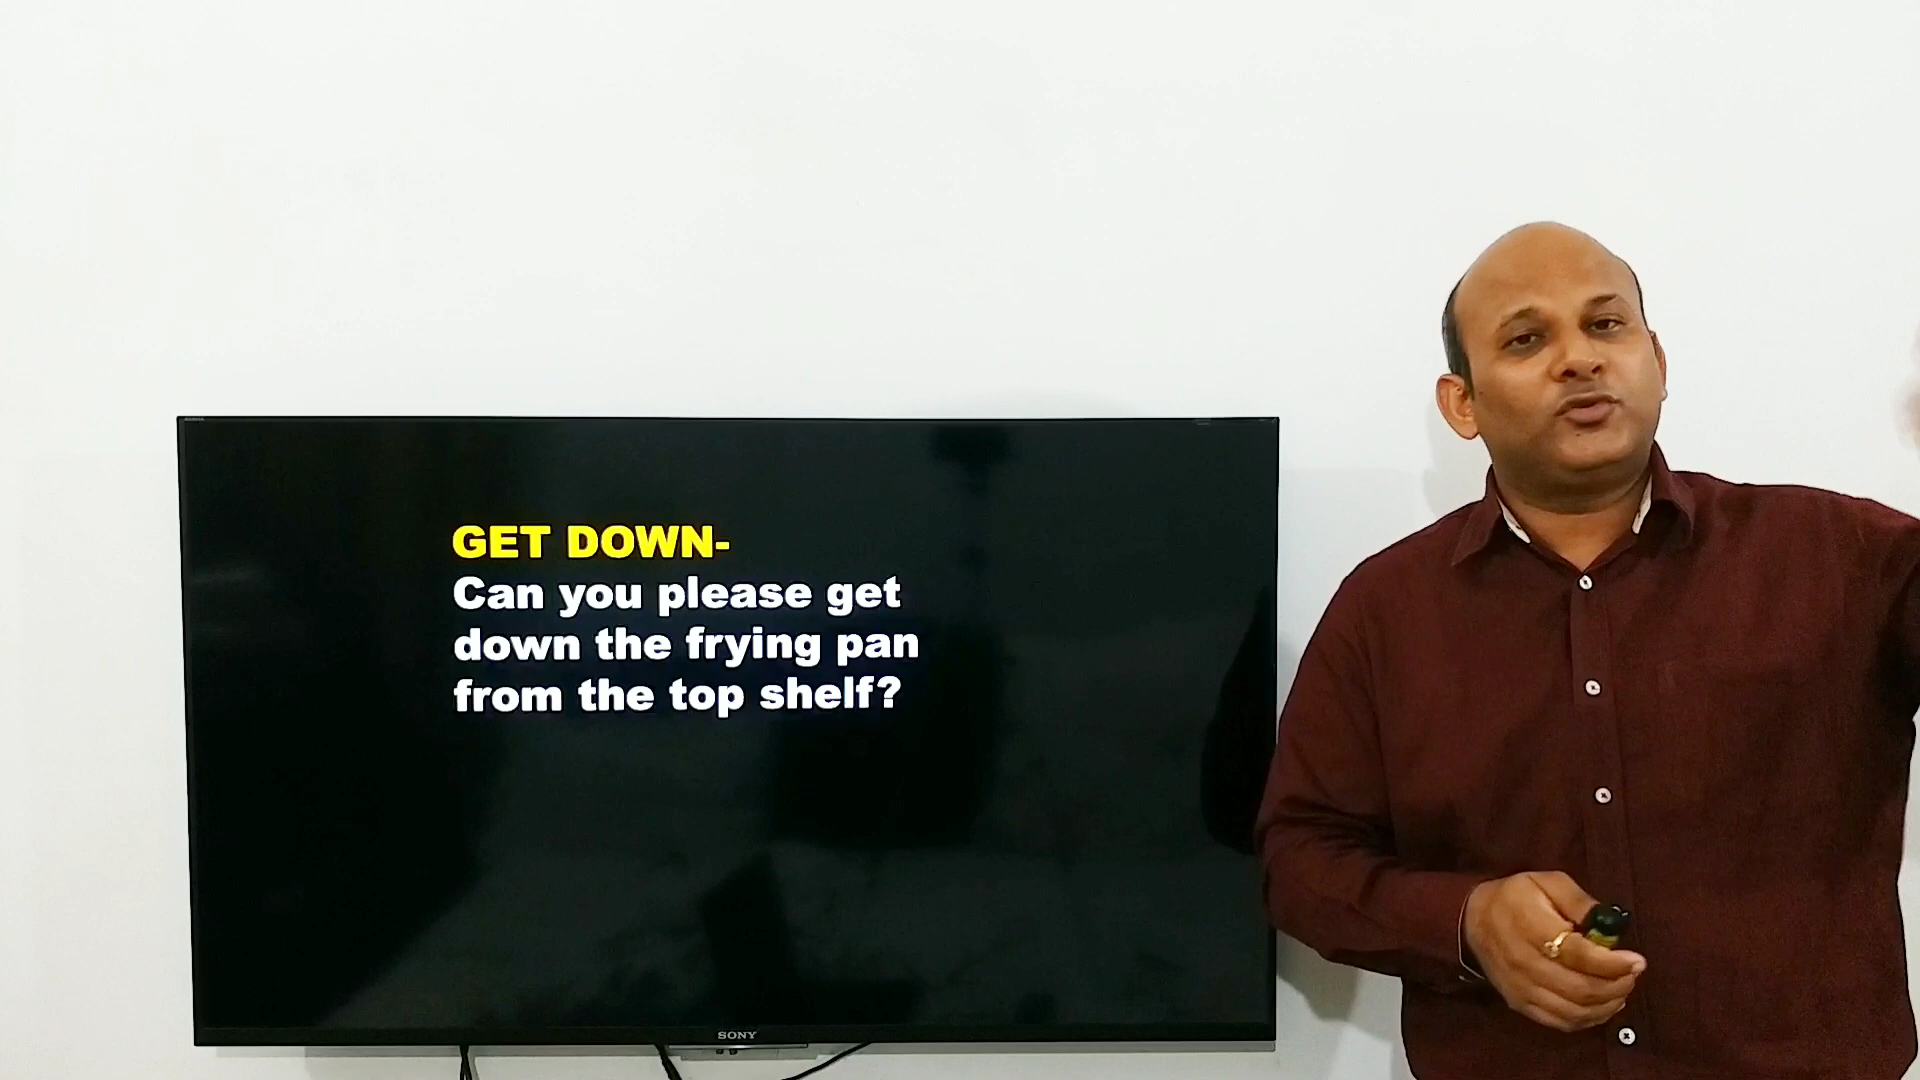 GET DOWN-
Can you please get
down the frying pan
from the top shelf?
SONY